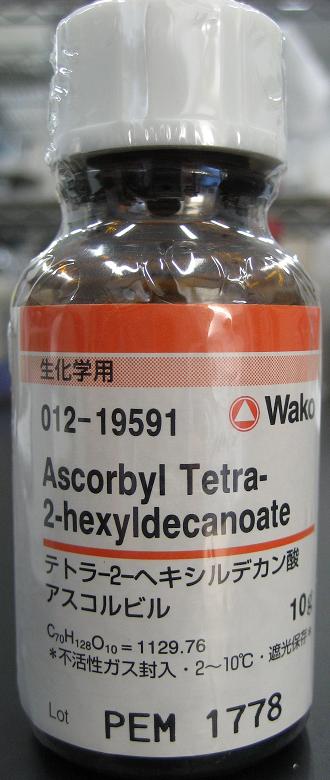 生化学用
012-19591
Wako
Ascorbyl Tetra-
2-hexyldecanoate
テトラ-2-ヘキシルデカン酸
アスコルビル
10g
C₇₀H₁₂₈O₁₀ = 1129.76
*不活性ガス封入・2～10℃・遮光保存*
Lot PEM 1778